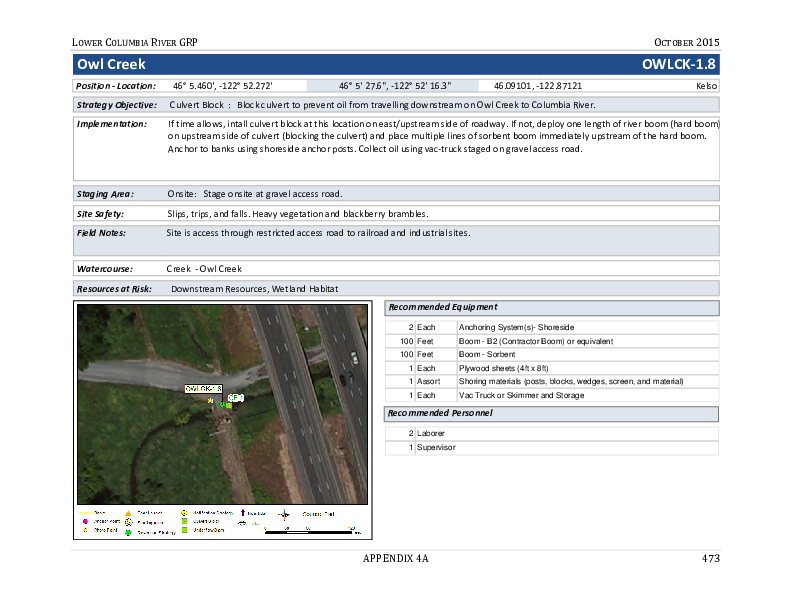 LOWER COLUMBIA RIVER GRP OCTOBER 2015
Owl Creek OWLCK-1.8
Position - Location: 46° 5.460', -122° 52.272' 46° 5' 27.6", -122° 52' 16.3" 46.09101, -122.87121 Kelso
Strategy Objective: Culvert Block : Block culvert to prevent oil from travelling downstream on Owl Creek to Columbia River.
Implementation: If time allows, intall culvert block at this location on east/upstream side of roadway. If not, deploy one length of river boom (hard boom)
on upstream side of culvert (blocking the culvert) and place multiple lines of sorbent boom immediately upstream of the hard boom.
Anchor to banks using shoreside anchor posts. Collect oil using vac-truck staged on gravel access road.
Staging Area: Onsite: Stage onsite at gravel access road.
Site Safety: Slips, trips, and falls. Heavy vegetation and blackberry brambles.
Field Notes: Site is access through restricted access road to railroad and industrial sites.
Watercourse: Creek - Owl Creek
Resources at Risk: Downstream Resources, Wetland Habitat
Recommended Equipment
2 Each Anchoring System(s)- Shoreside
100 Feet Boom - B2 (Contractor Boom) or equivalent
100 Feet Boom - Sorbent
1 Each Plywood sheets (4ft x 8ft)
1 Assort Shoring materials (posts, blocks, wedges, screen, and material)
1 Each Vac Truck or Skimmer and Storage
Recommended Personnel
2 Laborer
1 Supervisor
OWLCK-1.8
Notification Strategy
Anchor Point Culvert Block
Photo Point Underflow Dam
APPENDIX 4A 473